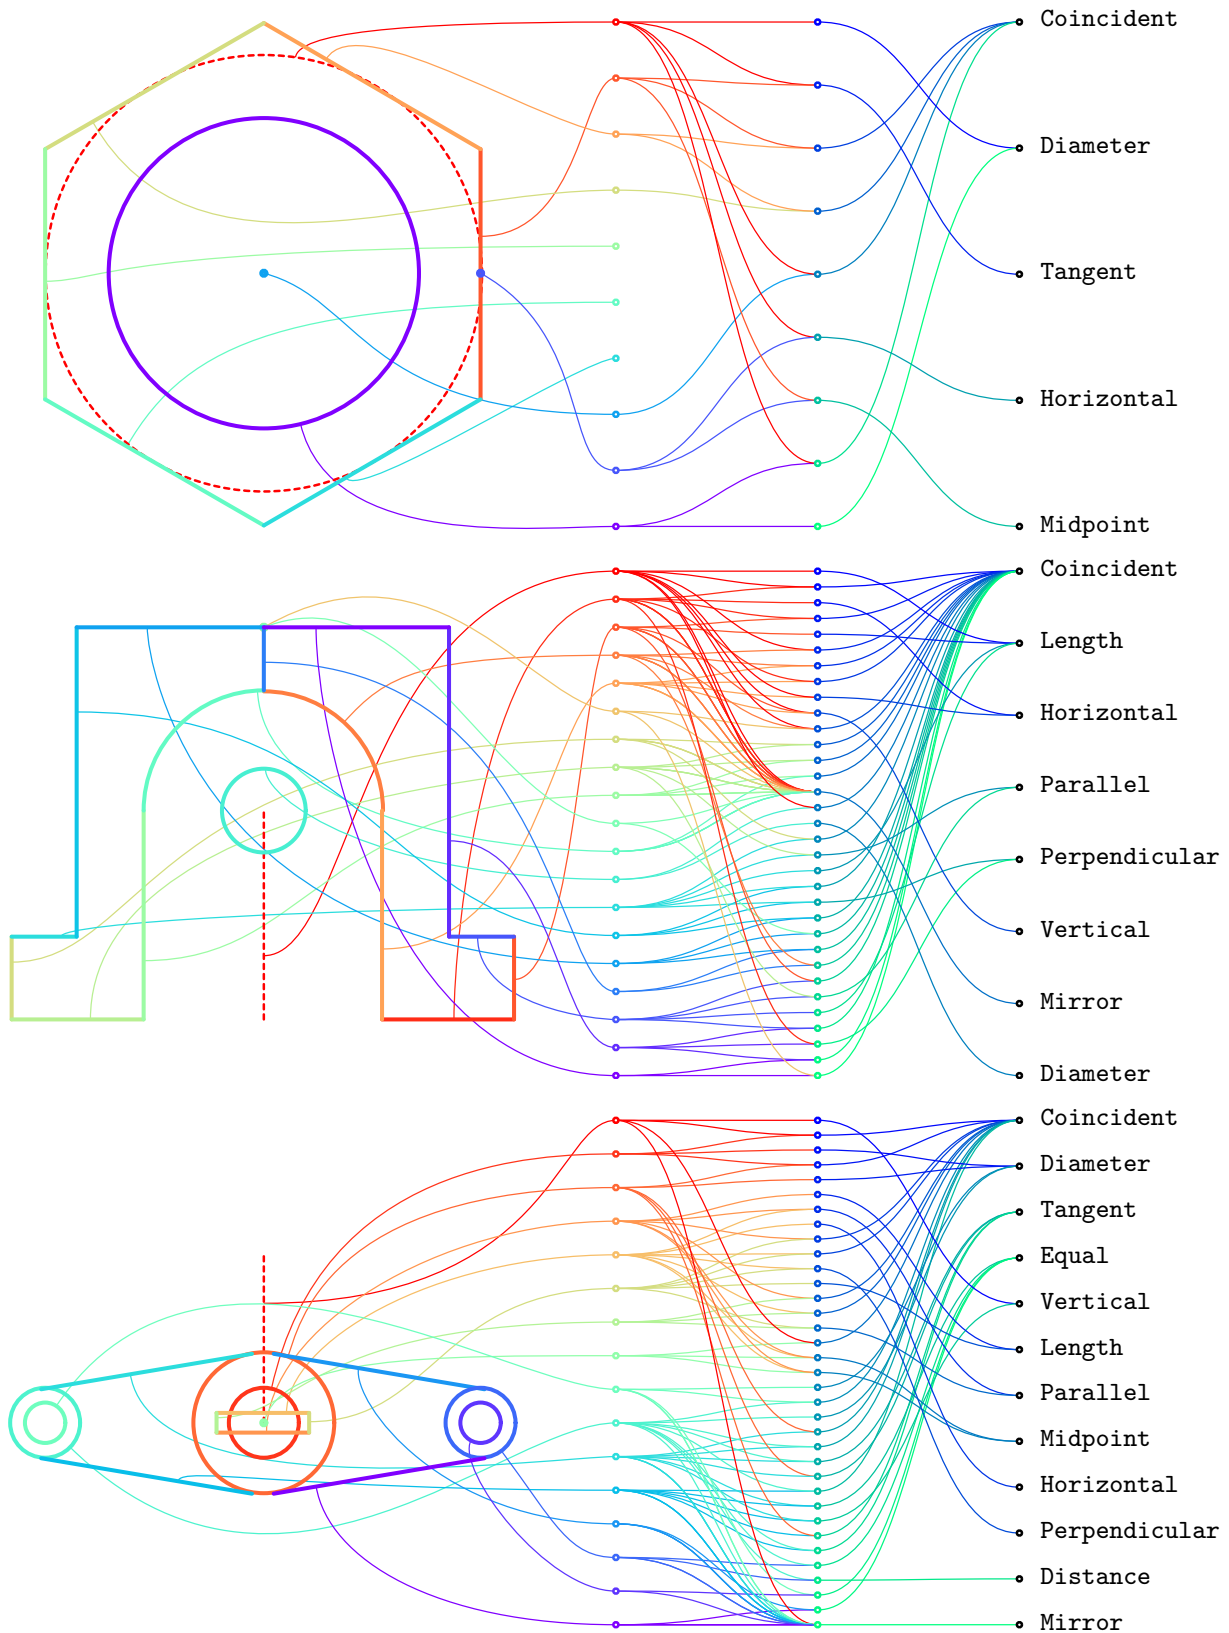 Coincident
Diameter
Tangent
Horizontal
Midpoint
Coincident
Length
Horizontal
Parallel
Perpendicular
Vertical
Mirror
Diameter
Coincident
Diameter
Tangent
Equal
Vertical
Length
Parallel
Midpoint
Horizontal
Perpendicular
Distance
Mirror